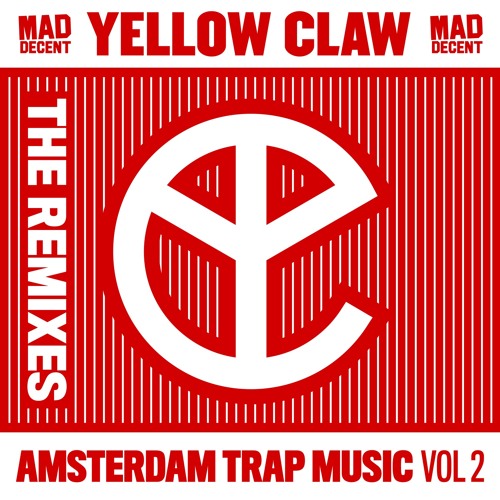 MAD DECENT
YELLOW CLAW
MAD DECENT
THE REMIXES
AMSTERDAM TRAP MUSIC VOL 2